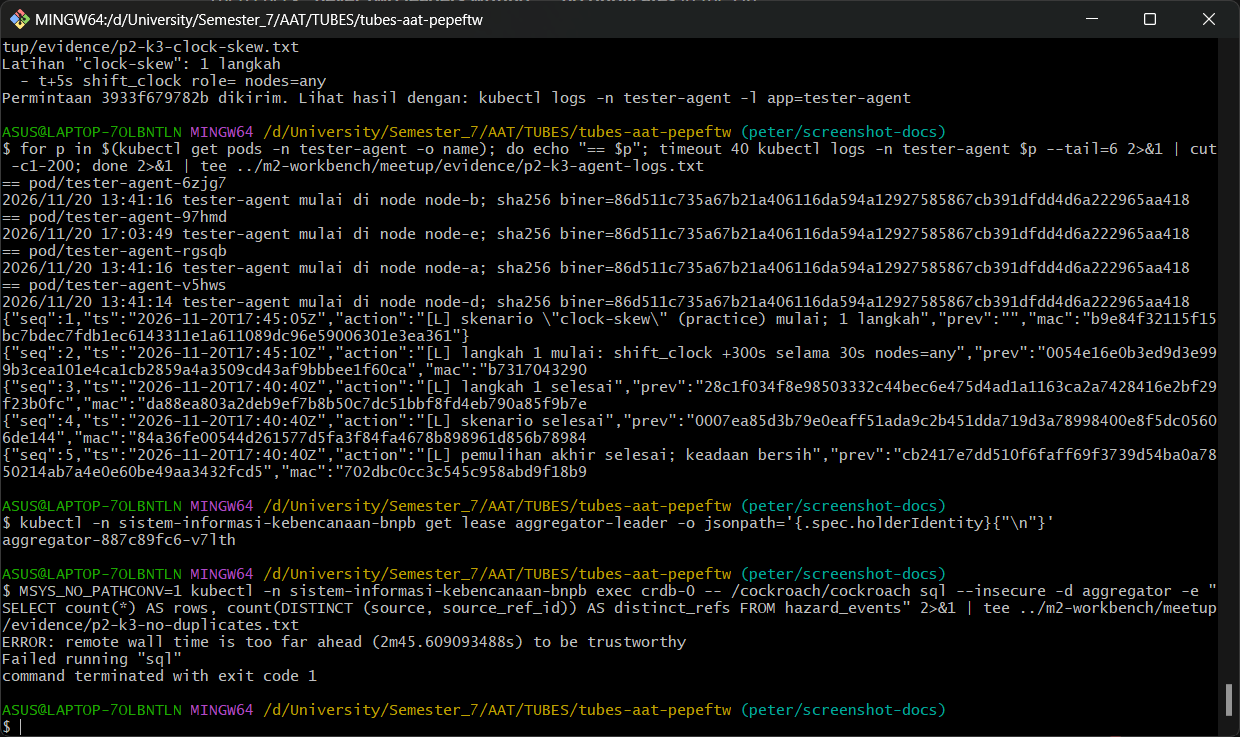 MINGW64:/d/University/Semester_7/AAT/TUBES/tubes-aat-pepeftw
tup/evidence/p2-k3-clock-skew.txt
Latihan "clock-skew": 1 langkah
  - t+5s shift_clock role= nodes=any
Permintaan 3933f679782b dikirim. Lihat hasil dengan: kubectl logs -n tester-agent -l app=tester-agent
ASUS@LAPTOP-7OLBNTLN MINGW64 /d/University/Semester_7/AAT/TUBES/tubes-aat-pepeftw (peter/screenshot-docs)
$ for p in $(kubectl get pods -n tester-agent -o name); do echo "== $p"; timeout 40 kubectl logs -n tester-agent $p --tail=6 2>&1 | cut
 -c1-200; done 2>&1 | tee ../m2-workbench/meetup/evidence/p2-k3-agent-logs.txt
== pod/tester-agent-6zjg7
2026/11/20 13:41:16 tester-agent mulai di node node-b; sha256 biner=86d511c735a67b21a406116da594a12927585867cb391dfdd4d6a222965aa418
== pod/tester-agent-97hmd
2026/11/20 17:03:49 tester-agent mulai di node node-e; sha256 biner=86d511c735a67b21a406116da594a12927585867cb391dfdd4d6a222965aa418
== pod/tester-agent-rgsqb
2026/11/20 13:41:16 tester-agent mulai di node node-a; sha256 biner=86d511c735a67b21a406116da594a12927585867cb391dfdd4d6a222965aa418
== pod/tester-agent-v5hws
2026/11/20 13:41:14 tester-agent mulai di node node-d; sha256 biner=86d511c735a67b21a406116da594a12927585867cb391dfdd4d6a222965aa418
{"seq":1,"ts":"2026-11-20T17:45:05Z","action":"[L] skenario \"clock-skew\" (practice) mulai; 1 langkah","prev":"","mac":"b9e84f32115f15
bc7bdec7fdb1ec6143311e1a611089dc96e59006301e3ea361"}
{"seq":2,"ts":"2026-11-20T17:45:10Z","action":"[L] langkah 1 mulai: shift_clock +300s selama 30s nodes=any","prev":"0054e16e0b3ed9d3e99
9b3cea101e4ca1cb2859a4a3509cd43af9bbbee1f60ca","mac":"b7317043290
{"seq":3,"ts":"2026-11-20T17:40:40Z","action":"[L] langkah 1 selesai","prev":"28c1f034f8e98503332c44bec6e475d4ad1a1163ca2a7428416e2bf29
f23b0fc","mac":"da88ea803a2deb9ef7b8b50c7dc51bbf8fd4eb790a85f9b7e
{"seq":4,"ts":"2026-11-20T17:40:40Z","action":"[L] skenario selesai","prev":"0007ea85d3b79e0eaff51ada9c2b451dda719d3a78998400e8f5dc0560
6de144","mac":"84a36fe00544d261577d5fa3f84fa4678b898961d856b78984
{"seq":5,"ts":"2026-11-20T17:40:40Z","action":"[L] pemulihan akhir selesai; keadaan bersih","prev":"cb2417e7dd510f6faff69f3739d54ba0a78
50214ab7a4e0e60be49aa3432fcd5","mac":"702dbc0cc3c545c958abd9f18b9
ASUS@LAPTOP-7OLBNTLN MINGW64 /d/University/Semester_7/AAT/TUBES/tubes-aat-pepeftw (peter/screenshot-docs)
$ kubectl -n sistem-informasi-kebencanaan-bnpb get lease aggregator-leader -o jsonpath='{.spec.holderIdentity}{"\n"}'
aggregator-887c89fc6-v7lth
ASUS@LAPTOP-7OLBNTLN MINGW64 /d/University/Semester_7/AAT/TUBES/tubes-aat-pepeftw (peter/screenshot-docs)
$ MSYS_NO_PATHCONV=1 kubectl -n sistem-informasi-kebencanaan-bnpb exec crdb-0 -- /cockroach/cockroach sql --insecure -d aggregator -e "
SELECT count(*) AS rows, count(DISTINCT (source, source_ref_id)) AS distinct_refs FROM hazard_events" 2>&1 | tee ../m2-workbench/meetup
/evidence/p2-k3-no-duplicates.txt
ERROR: remote wall time is too far ahead (2m45.609093488s) to be trustworthy
Failed running "sql"
command terminated with exit code 1
ASUS@LAPTOP-7OLBNTLN MINGW64 /d/University/Semester_7/AAT/TUBES/tubes-aat-pepeftw (peter/screenshot-docs)
$